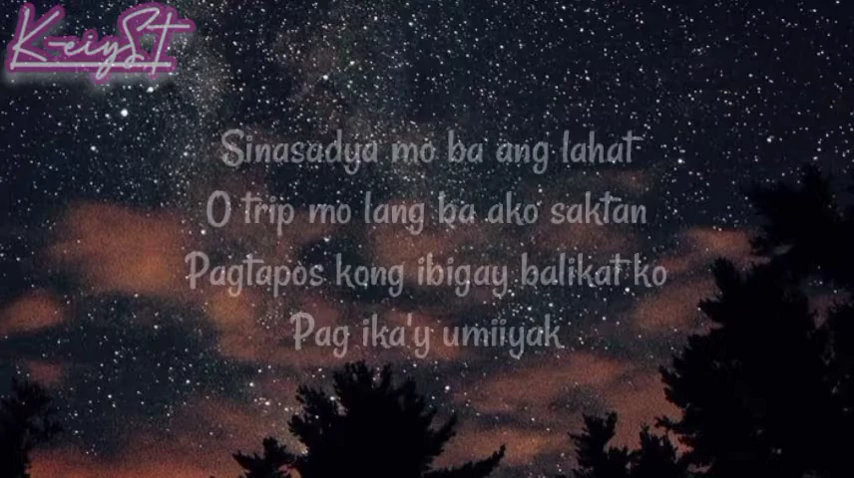 K-eiyST
Sinasadya mo ba ang lahat
O trip mo lang ba ako saktan
Pagtapos kong ibigay balikat ko
Pag ika'y umiiyak